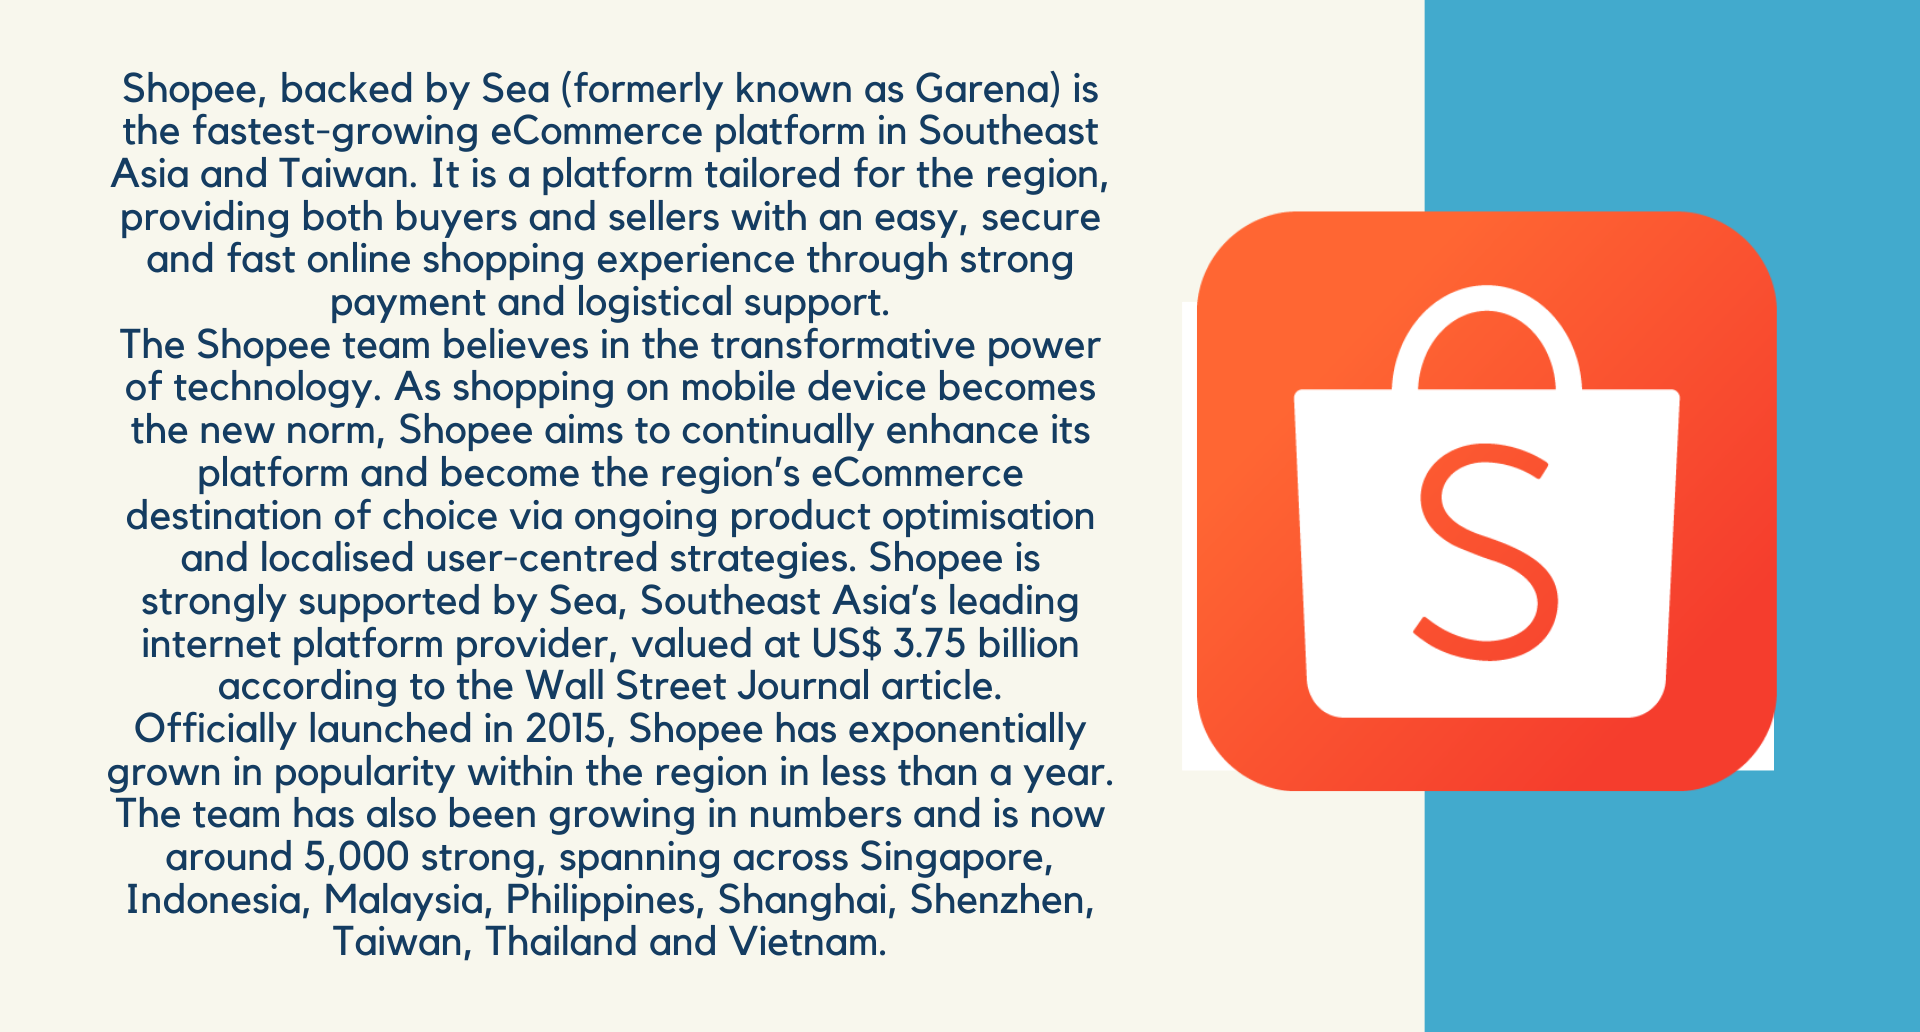 Shopee, backed by Sea (formerly known as Garena) is
the fastest-growing eCommerce platform in Southeast
Asia and Taiwan. It is a platform tailored for the region,
providing both buyers and sellers with an easy, secure
and fast online shopping experience through strong
payment and logistical support.
The Shopee team believes in the transformative power
of technology. As shopping on mobile device becomes
the new norm, Shopee aims to continually enhance its
platform and become the region’s eCommerce
destination of choice via ongoing product optimisation
and localised user-centred strategies. Shopee is
strongly supported by Sea, Southeast Asia’s leading
internet platform provider, valued at US$ 3.75 billion
according to the Wall Street Journal article.
Officially launched in 2015, Shopee has exponentially
grown in popularity within the region in less than a year.
The team has also been growing in numbers and is now
around 5,000 strong, spanning across Singapore,
Indonesia, Malaysia, Philippines, Shanghai, Shenzhen,
Taiwan, Thailand and Vietnam.
S